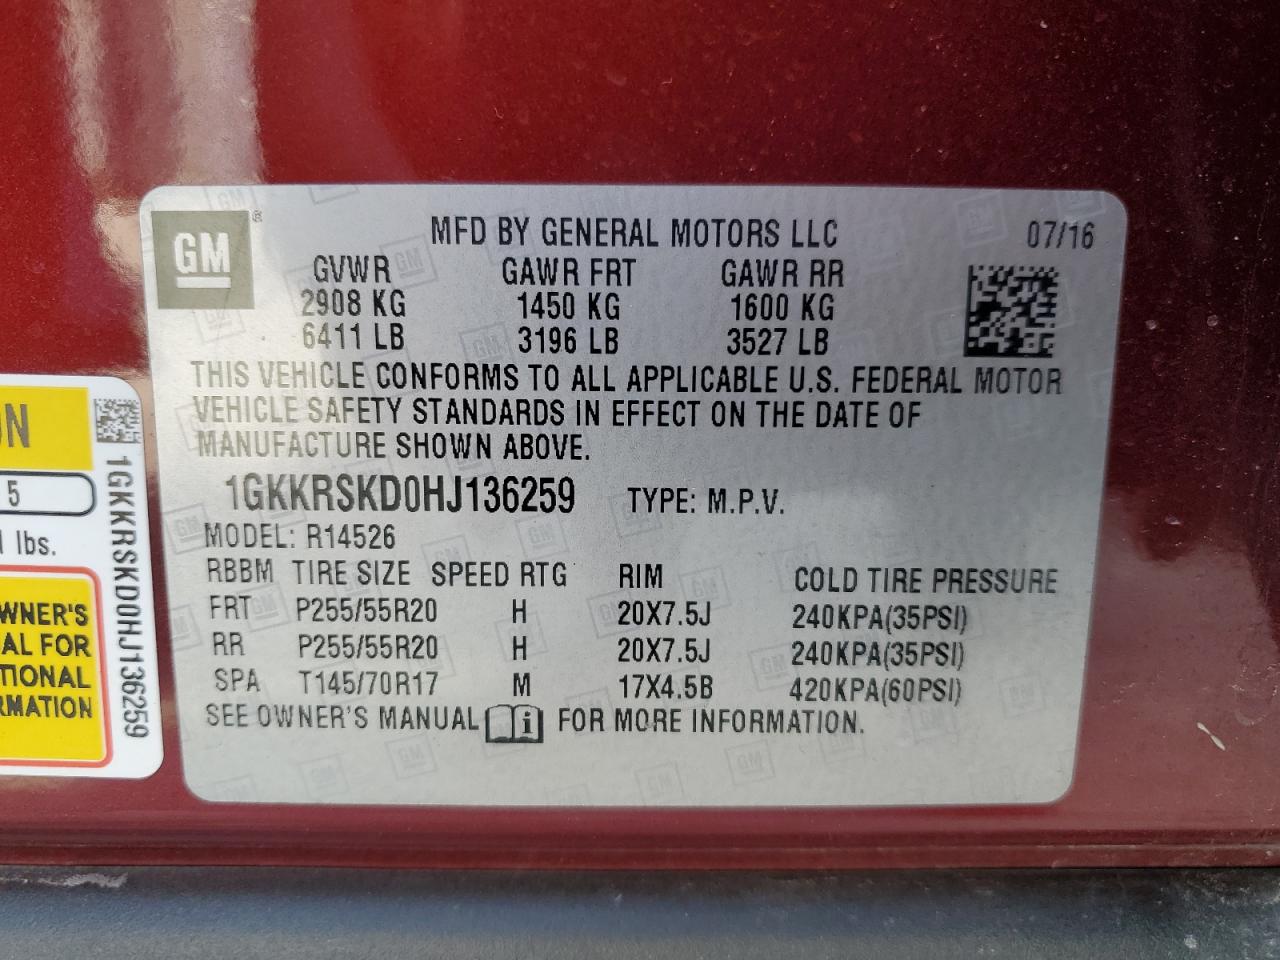 GM
®
MFD BY GENERAL MOTORS LLC 07/16
GVWR GAWR FRT GAWR RR
2908 KG 1450 KG 1600 KG
6411 LB 3196 LB 3527 LB
THIS VEHICLE CONFORMS TO ALL APPLICABLE U.S. FEDERAL MOTOR
VEHICLE SAFETY STANDARDS IN EFFECT ON THE DATE OF
MANUFACTURE SHOWN ABOVE.
1GKKRSKD0HJ136259 TYPE: M.P.V.
MODEL: R14526
RBBM TIRE SIZE SPEED RTG RIM COLD TIRE PRESSURE
FRT P255/55R20 H 20X7.5J 240KPA(35PSI)
RR P255/55R20 H 20X7.5J 240KPA(35PSI)
SPA T145/70R17 M 17X4.5B 420KPA(60PSI)
SEE OWNER'S MANUAL i FOR MORE INFORMATION.
ON
5
lbs.
WNER'S
AL FOR
TIONAL
RMATION
1GKKRSKD0HJ136259